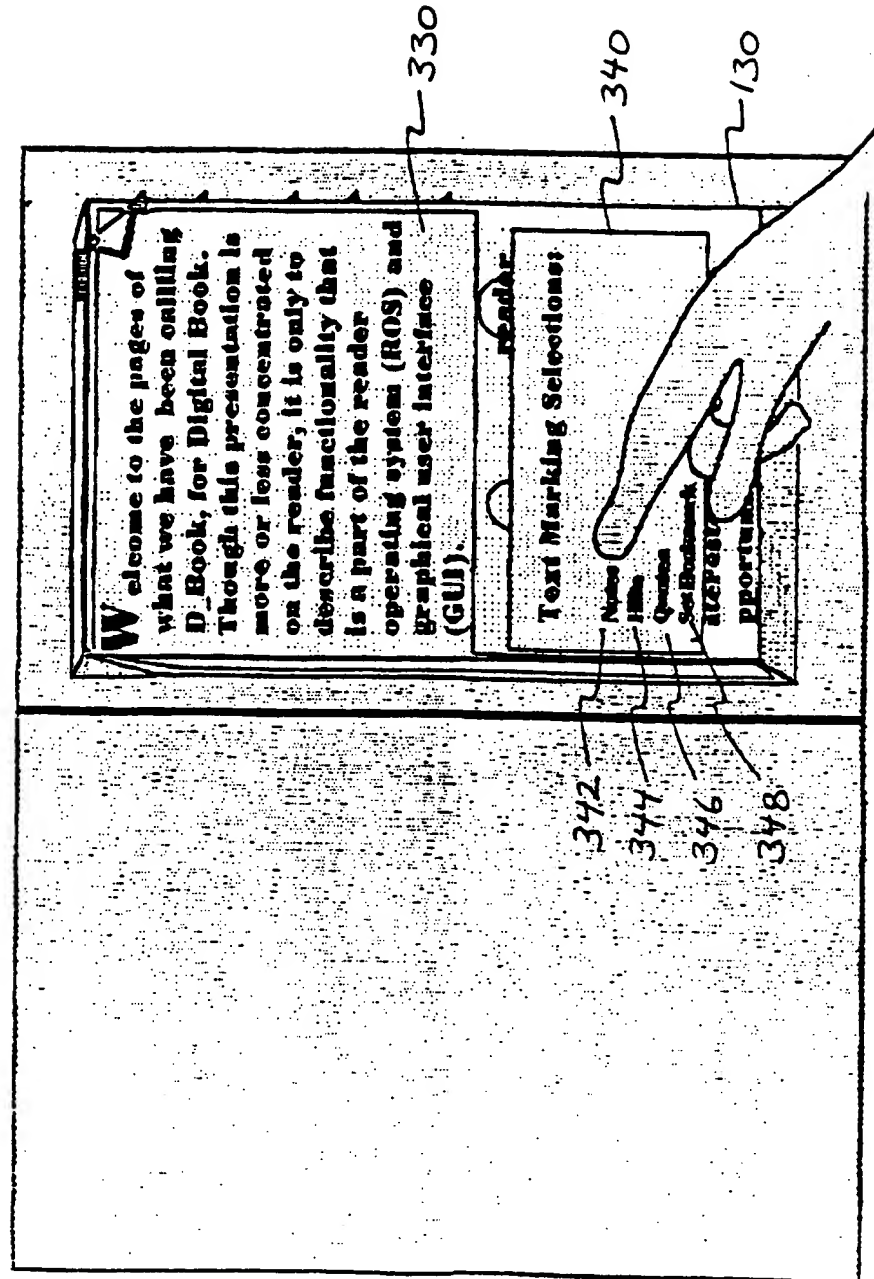 Welcome to the pages of
what we have been calling
D_Book, for Digital Book.
Though this presentation is
more or less concentrated
on the reader, it is only to
describe functionality that
is a part of the reader
operating system (ROS) and
graphical user interface
(GUI).
330
reader
340
Text Marking Selections:
342
Notes
344
346
Quotes
348
Set Bookmark
130